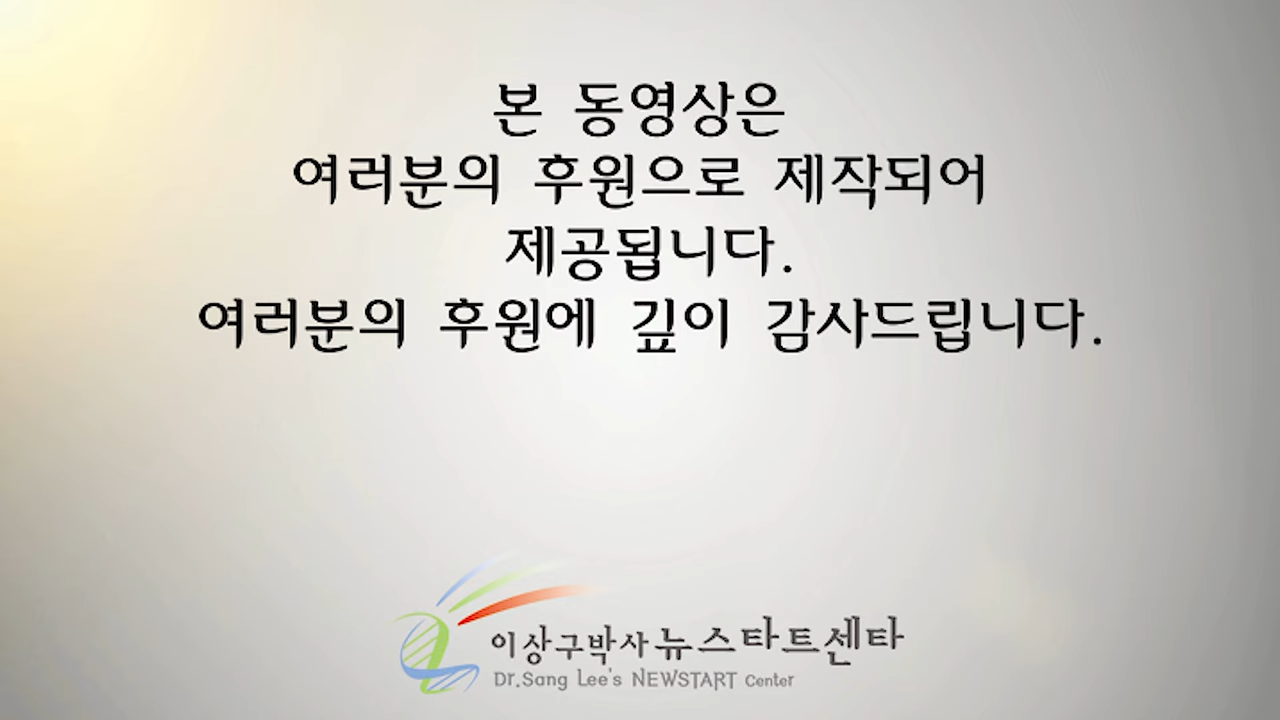 본 동영상은
여러분의 후원으로 제작되어
제공됩니다.
여러분의 후원에 깊이 감사드립니다.
이상구박사 뉴스타트센타
Dr.Sang Lee's NEWSTART Center